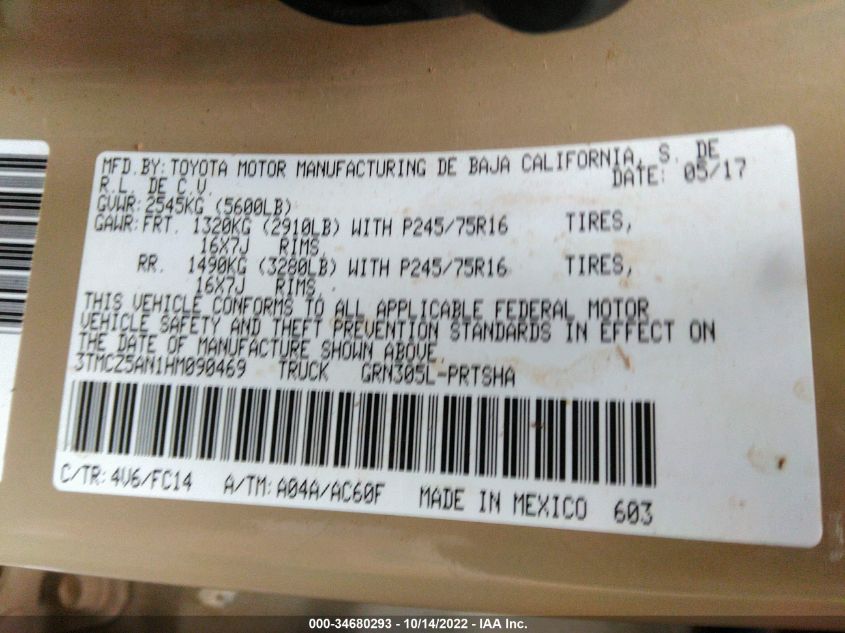 MFD. BY: TOYOTA MOTOR MANUFACTURING DE BAJA CALIFORNIA, S. DE
R.L. DE C.V. DATE: 05/17
GVWR: 2545KG (5600LB)
GAWR: FRT. 1320KG (2910LB) WITH P245/75R16 TIRES,
16X7J RIMS,
RR. 1490KG (3280LB) WITH P245/75R16 TIRES,
16X7J RIMS,
THIS VEHICLE CONFORMS TO ALL APPLICABLE FEDERAL MOTOR
VEHICLE SAFETY AND THEFT PREVENTION STANDARDS IN EFFECT ON
THE DATE OF MANUFACTURE SHOWN ABOVE.
3TMCZ5AN1HM090469 TRUCK GRN305L-PRTSHA
C/TR: 4V6/FC14 A/TM: A04A/AC60F MADE IN MEXICO 603
000-34680293 - 10/14/2022 - IAA Inc.